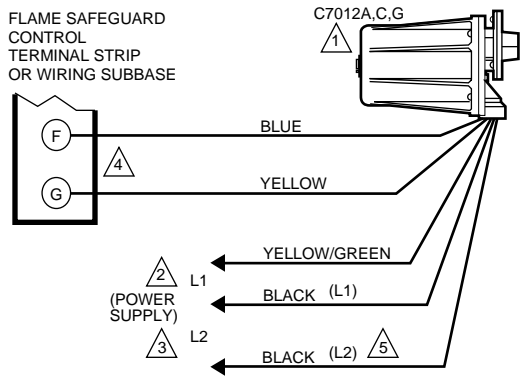 FLAME SAFEGUARD
CONTROL
TERMINAL STRIP
OR WIRING SUBBASE
C7012A,C,G
1
F
BLUE
4
G
YELLOW
YELLOW/GREEN
2 L1
(POWER
SUPPLY)
BLACK (L1)
3 L2
BLACK (L2) 5